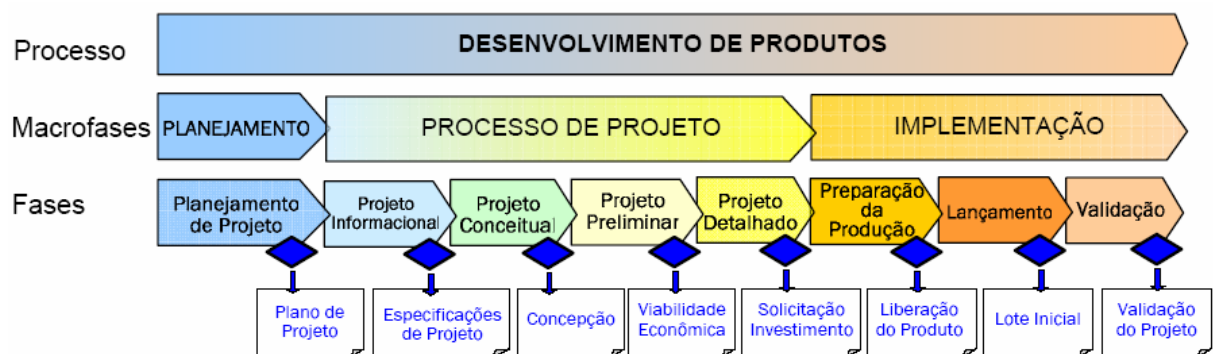 Processo
DESENVOLVIMENTO DE PRODUTOS
Macrofases
PLANEJAMENTO
PROCESSO DE PROJETO
IMPLEMENTAÇÃO
Fases
Planejamento
de Projeto
Projeto
Informacional
Projeto
Conceitual
Projeto
Preliminar
Projeto
Detalhado
Preparação
da
Produção
Lançamento
Validação
Plano de
Projeto
Especificações
de Projeto
Concepção
Viabilidade
Econômica
Solicitação
Investimento
Liberação
do Produto
Lote Inicial
Validação
do Projeto